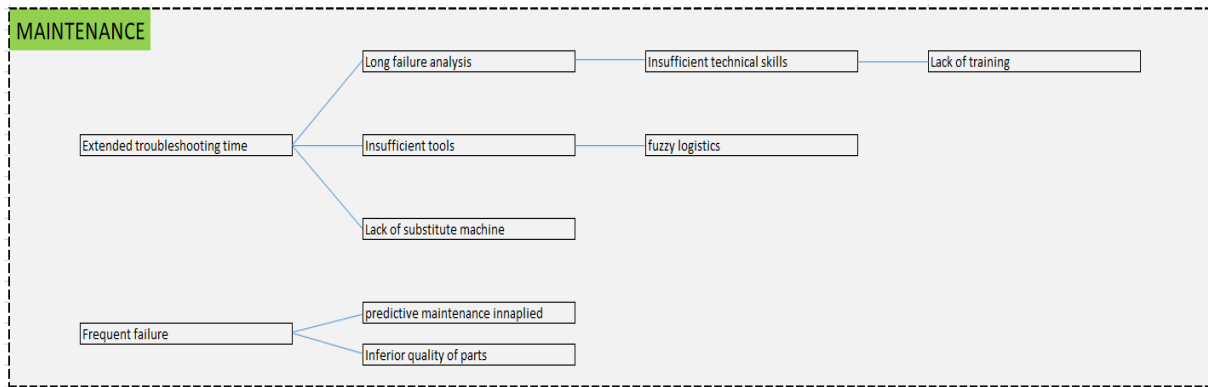 MAINTENANCE
Long failure analysis
Insufficient technical skills
Lack of training
Extended troubleshooting time
Insufficient tools
fuzzy logistics
Lack of substitute machine
predictive maintenance innaplied
Frequent failure
Inferior quality of parts